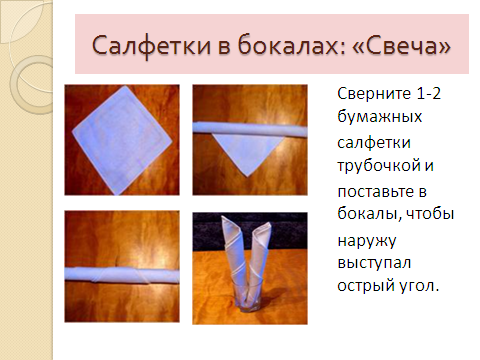 Салфетки в бокалах: «Свеча»
Сверните 1-2
бумажных
салфетки
трубочкой и
поставьте в
бокалы, чтобы
наружу
выступал
острый угол.